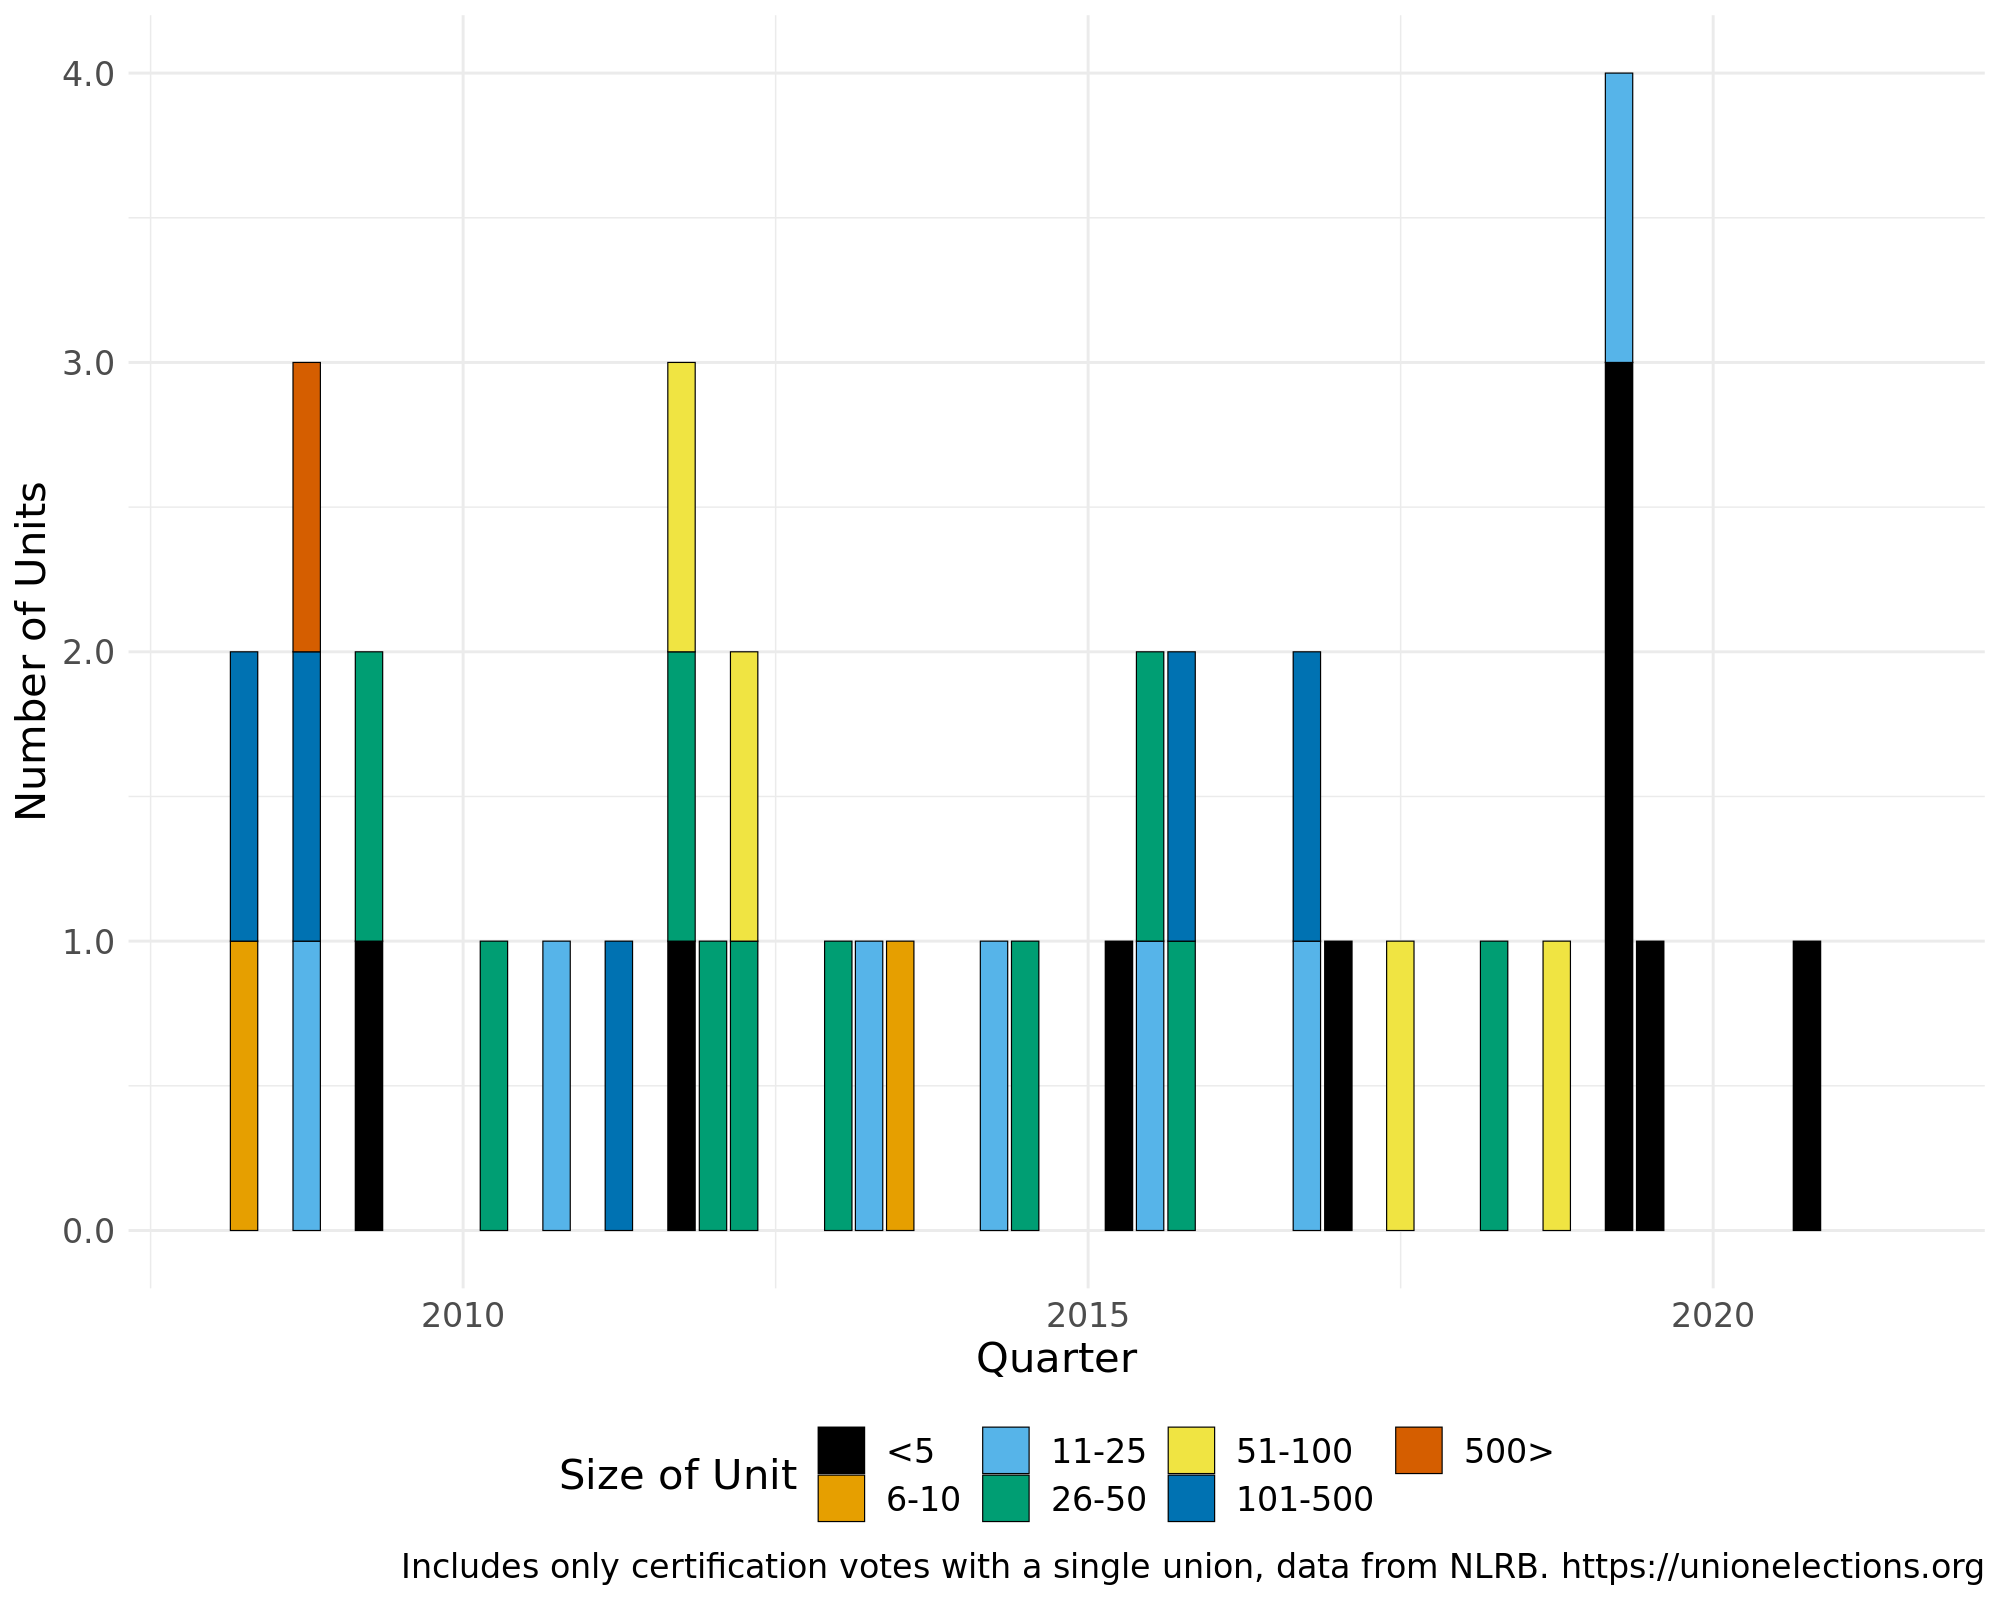 4.0
3.0
2.0
1.0
0.0
Number of Units
2010 2015 2020
Quarter
Size of Unit
<5 11-25 51-100 500>
6-10 26-50 101-500
Includes only certification votes with a single union, data from NLRB. https://unionelections.org